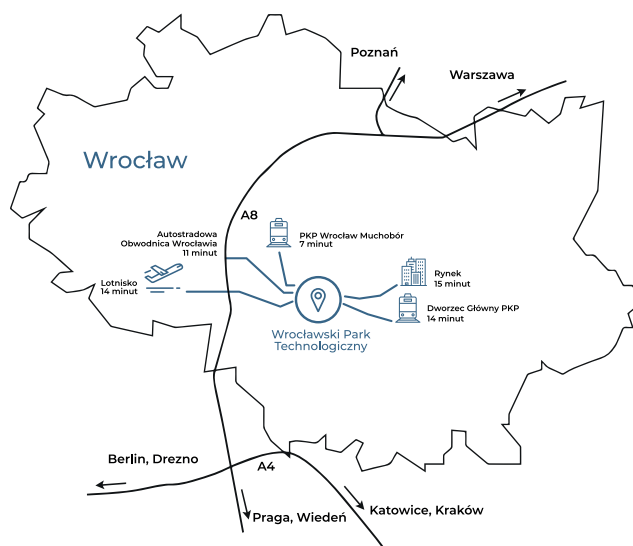 Poznań
Warszawa
Wrocław
A8
PKP Wrocław Muchobór
7 minut
Autostradowa
Obwodnica Wrocławia
11 minut
Lotnisko
14 minut
Rynek
15 minut
Dworzec Główny PKP
14 minut
Wrocławski Park
Technologiczny
Berlin, Drezno
A4
Praga, Wiedeń
Katowice, Kraków